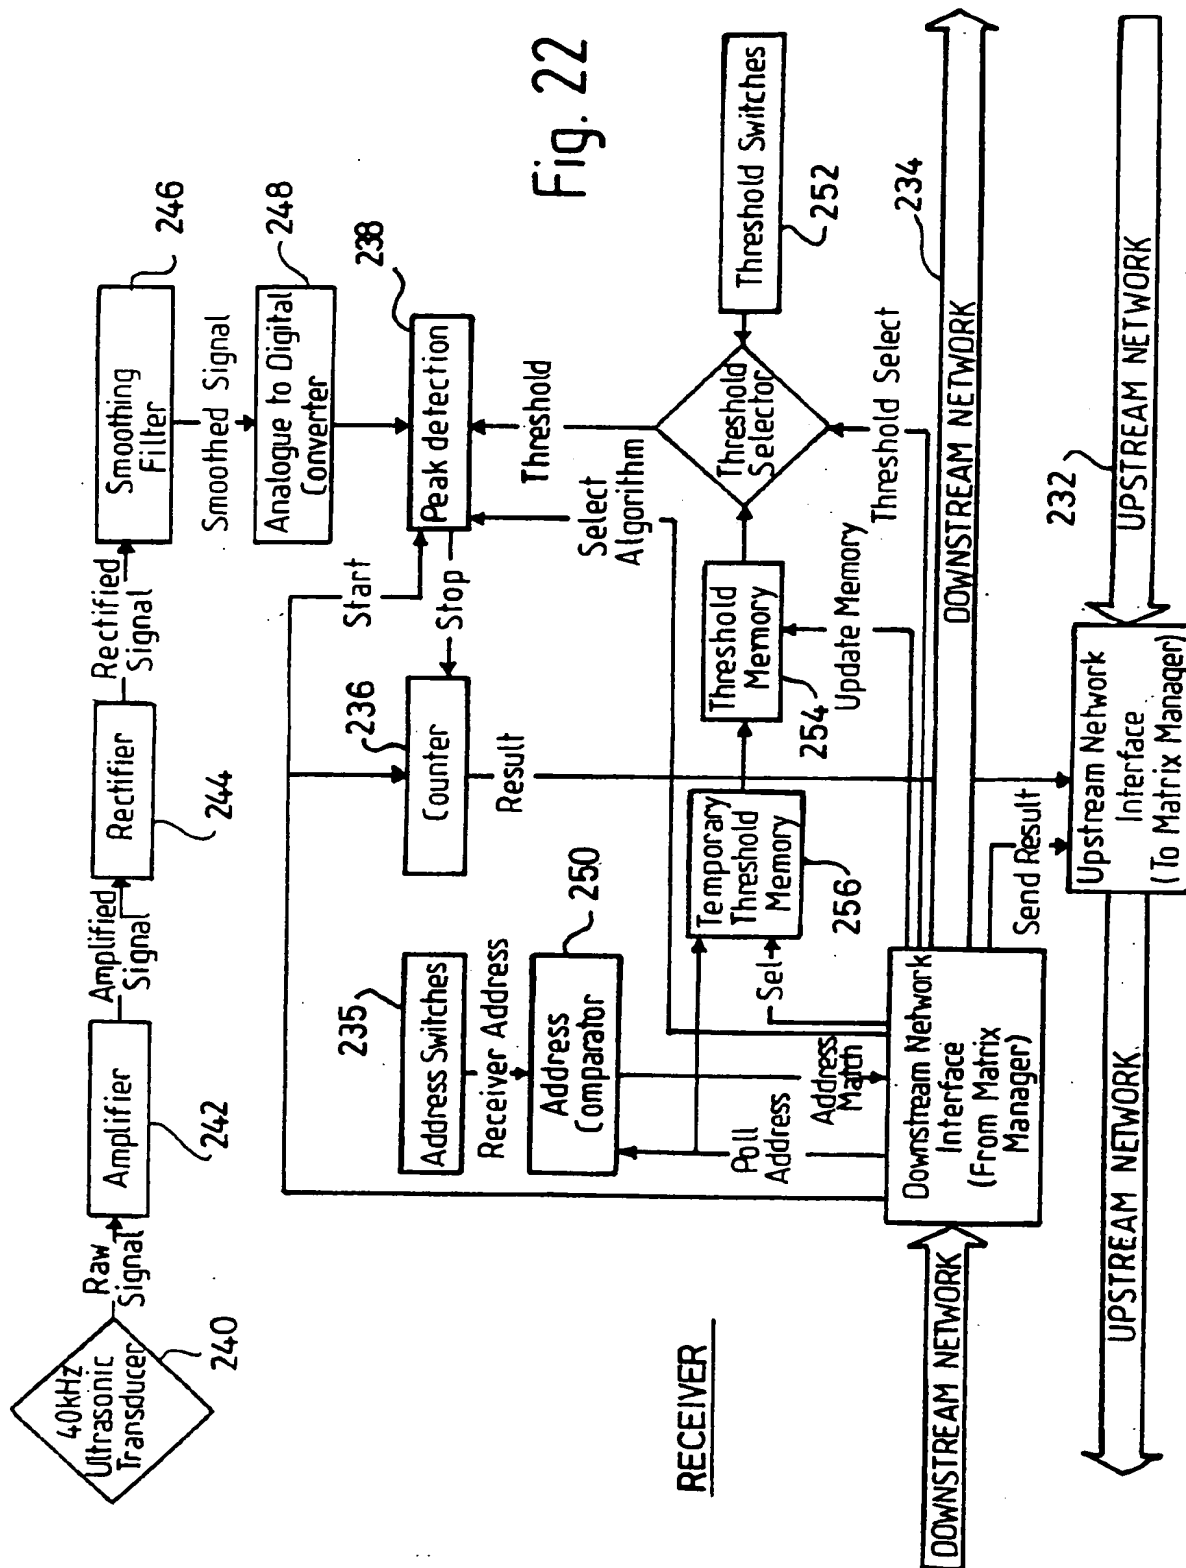 40kHz
Ultrasonic
Transducer
240
Raw
Signal
Amplifier
242
Amplified
Signal
Rectifier
244
Rectified
Signal
Smoothing
Filter
246
Smoothed Signal
Analogue to Digital
Converter
248
Peak detection
238
Start
Stop
Counter
236
Result
Select
Algorithm
Threshold
Fig. 22
Address Switches
235
Receiver Address
Address
Comparator
250
Temporary
Threshold
Memory
256
Threshold
Memory
254
Threshold
Selector
Threshold Switches
252
Poll
Address
Address
Match
Sel
Update Memory
Threshold Select
RECEIVER
DOWNSTREAM NETWORK
Downstream Network
Interface
(From Matrix
Manager)
DOWNSTREAM NETWORK
234
Send Result
UPSTREAM NETWORK
Upstream Network
Interface
(To Matrix Manager)
UPSTREAM NETWORK
232